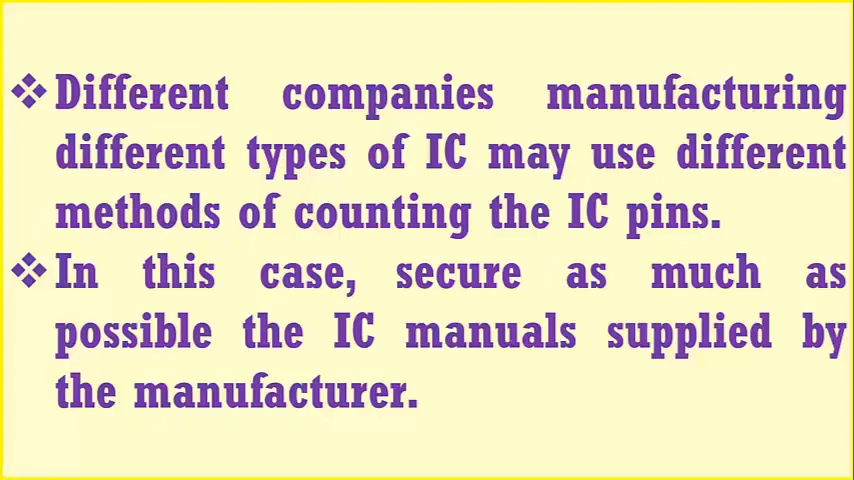 ❖Different companies manufacturing
different types of IC may use different
methods of counting the IC pins.
❖In this case, secure as much as
possible the IC manuals supplied by
the manufacturer.